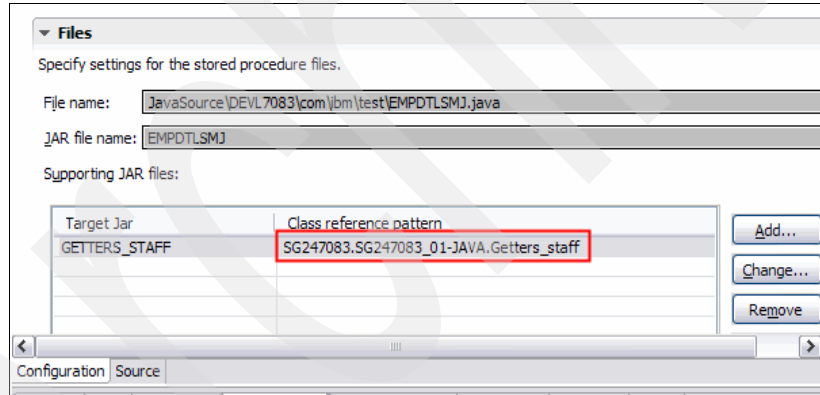 Files
Specify settings for the stored procedure files.
File name: JavaSource\DEVL7083\com\ibm\test\EMPDTLSMJ.java
JAR file name: EMPDTLSMJ
Supporting JAR files:
Target Jar Class reference pattern
GETTERS_STAFF SG247083.SG247083_01-JAVA.Getters_staff
Add...
Change...
Remove
Configuration Source